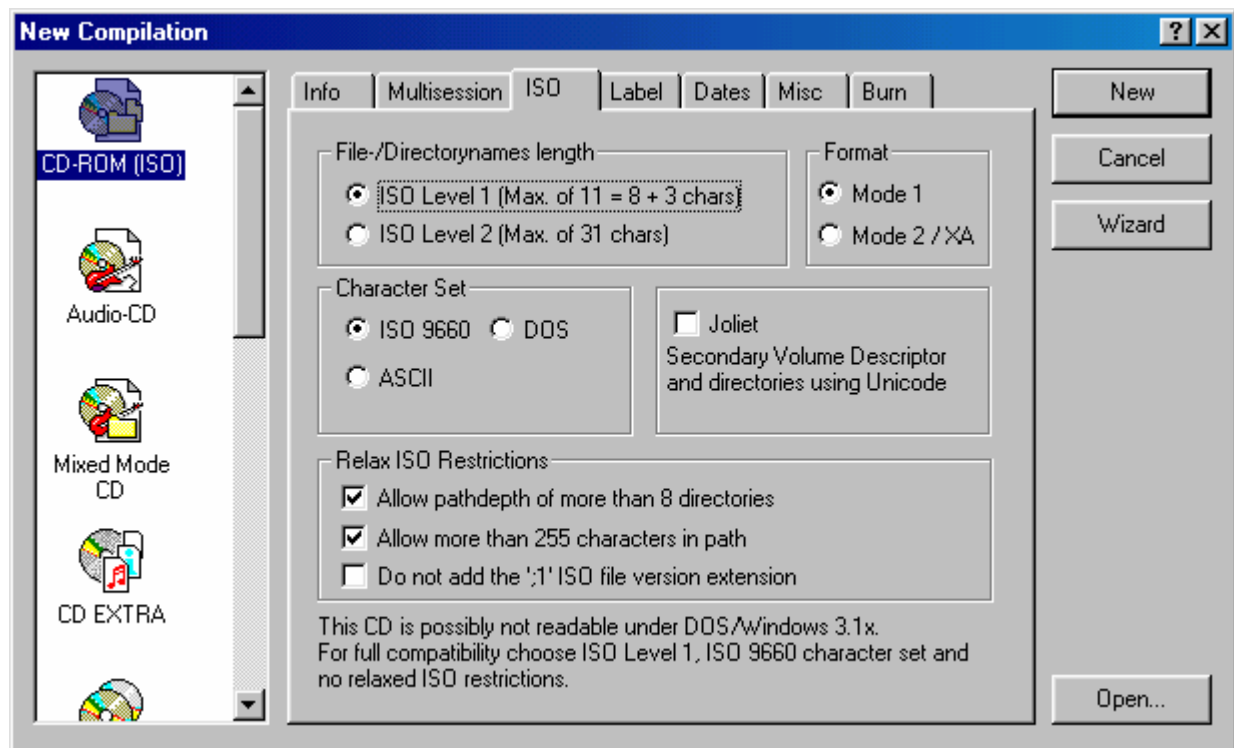 New Compilation
CD-ROM (ISO)
Audio-CD
Mixed Mode
CD
CD EXTRA
Info
Multisession
ISO
Label
Dates
Misc
Burn
File-/Directorynames length
ISO Level 1 (Max. of 11 = 8 + 3 chars)
ISO Level 2 (Max. of 31 chars)
Format
Mode 1
Mode 2 / XA
Character Set
ISO 9660
DOS
ASCII
Joliet
Secondary Volume Descriptor
and directories using Unicode
Relax ISO Restrictions
Allow pathdepth of more than 8 directories
Allow more than 255 characters in path
Do not add the ';1' ISO file version extension
This CD is possibly not readable under DOS/Windows 3.1x.
For full compatibility choose ISO Level 1, ISO 9660 character set and
no relaxed ISO restrictions.
New
Cancel
Wizard
Open...